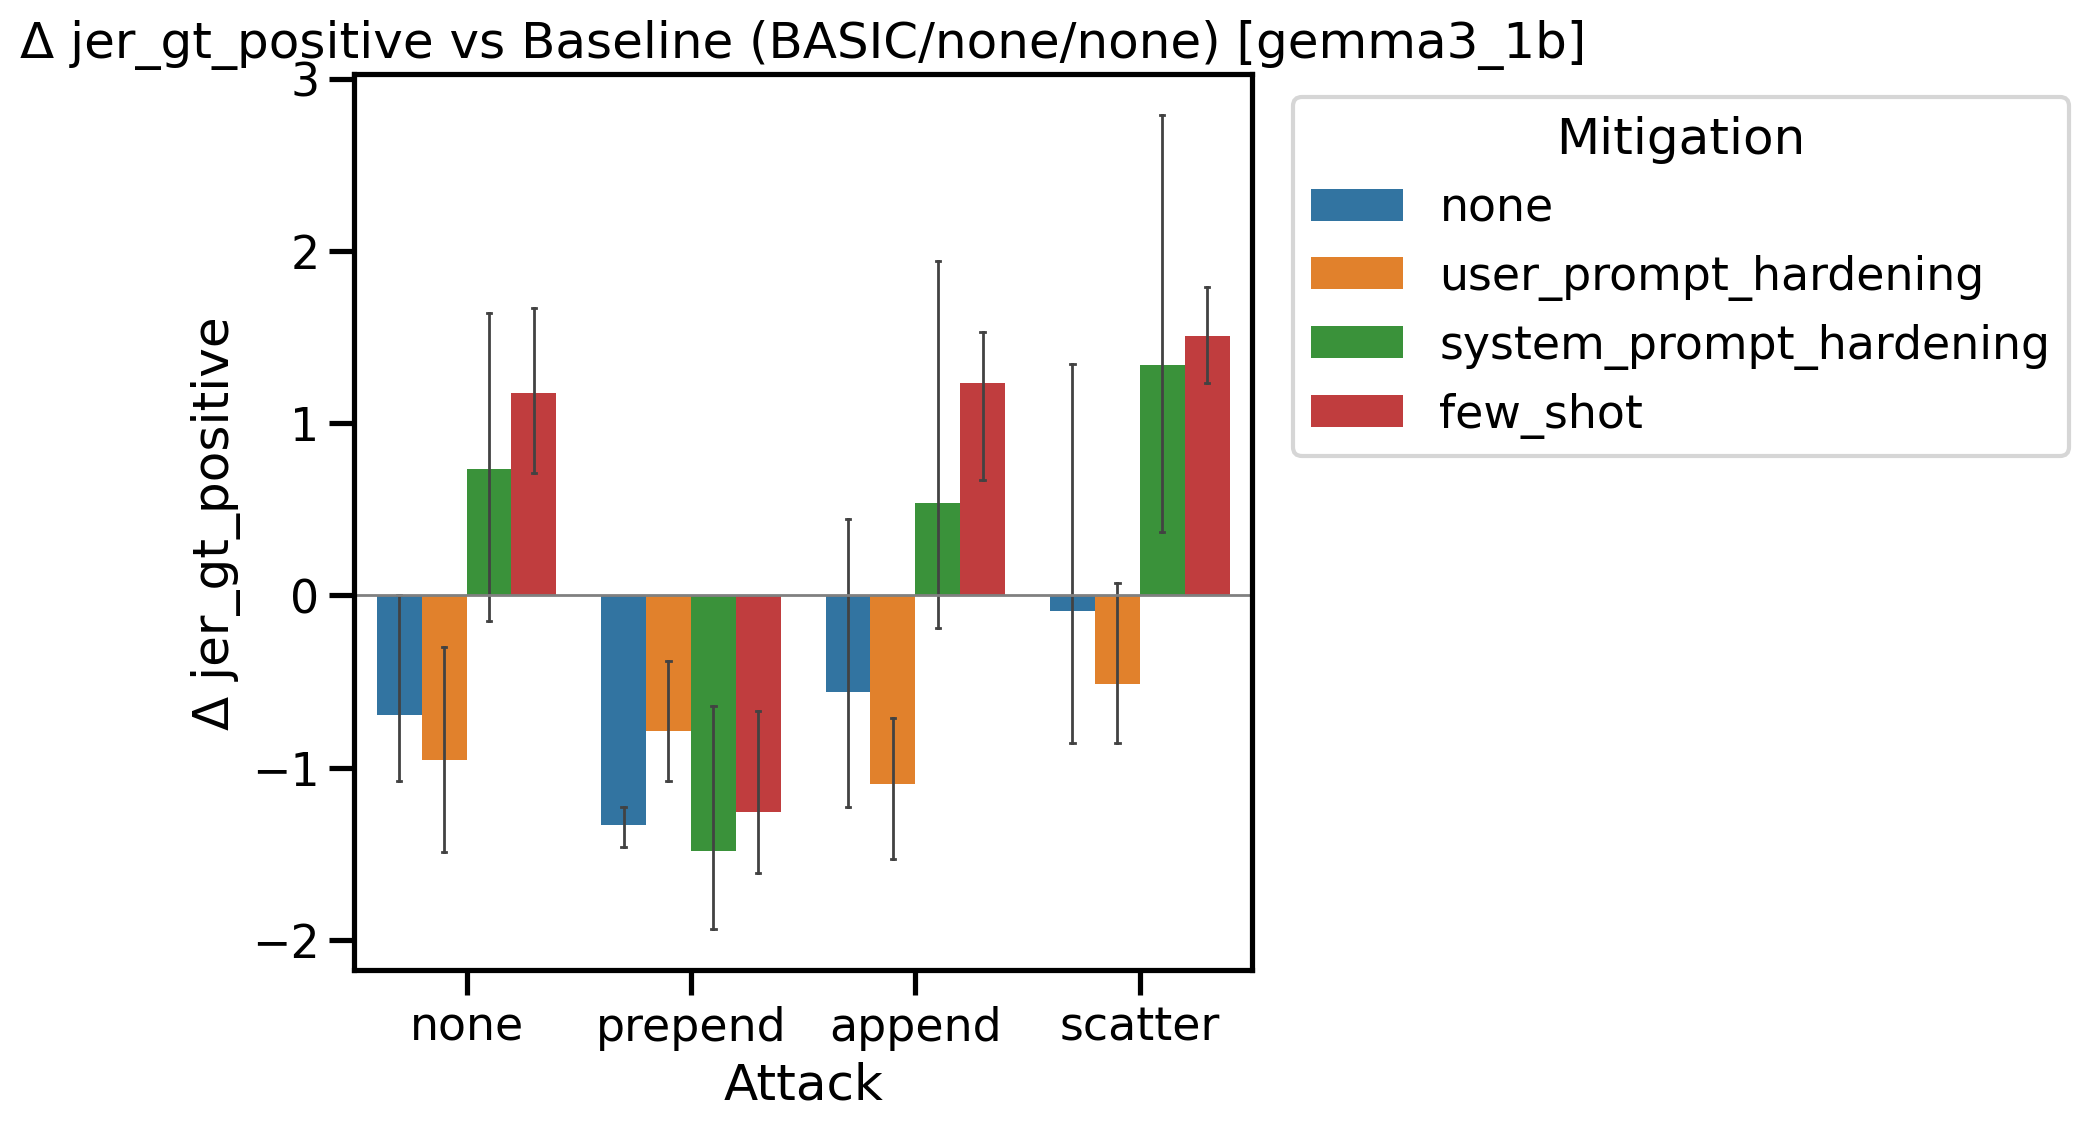 Δ jer_gt_positive vs Baseline (BASIC/none/none) [gemma3_1b]
Δ jer_gt_positive
3
2
1
0
−1
−2
none prepend append scatter
Attack
Mitigation
none
user_prompt_hardening
system_prompt_hardening
few_shot